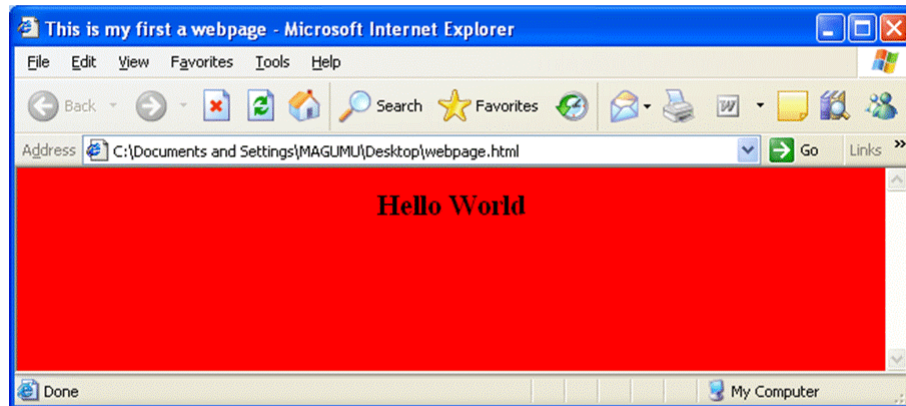 This is my first a webpage - Microsoft Internet Explorer
File Edit View Favorites Tools Help
Back Search Favorites W
Address C:\Documents and Settings\MAGUMU\Desktop\webpage.html Go Links »
Hello World
Done My Computer